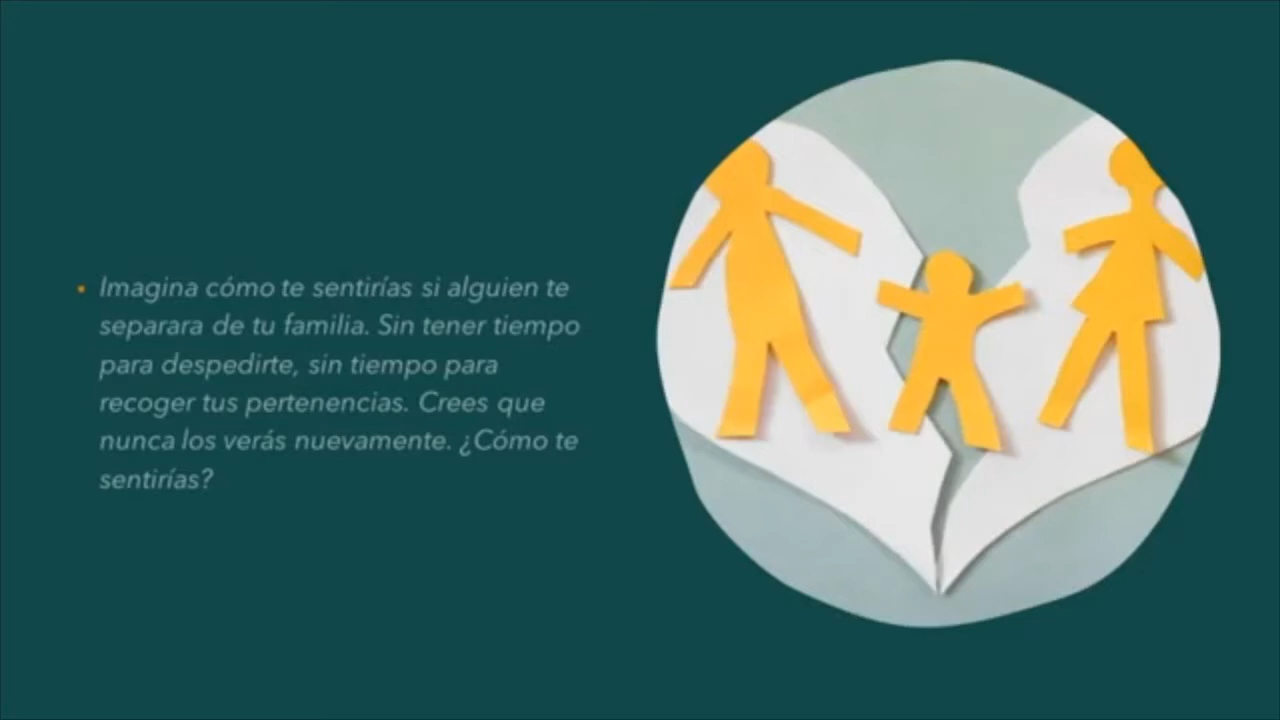 Imagina cómo te sentirías si alguien te
separara de tu familia. Sin tener tiempo
para despedirte, sin tiempo para
recoger tus pertenencias. Crees que
nunca los verás nuevamente. ¿Cómo te
sentirías?